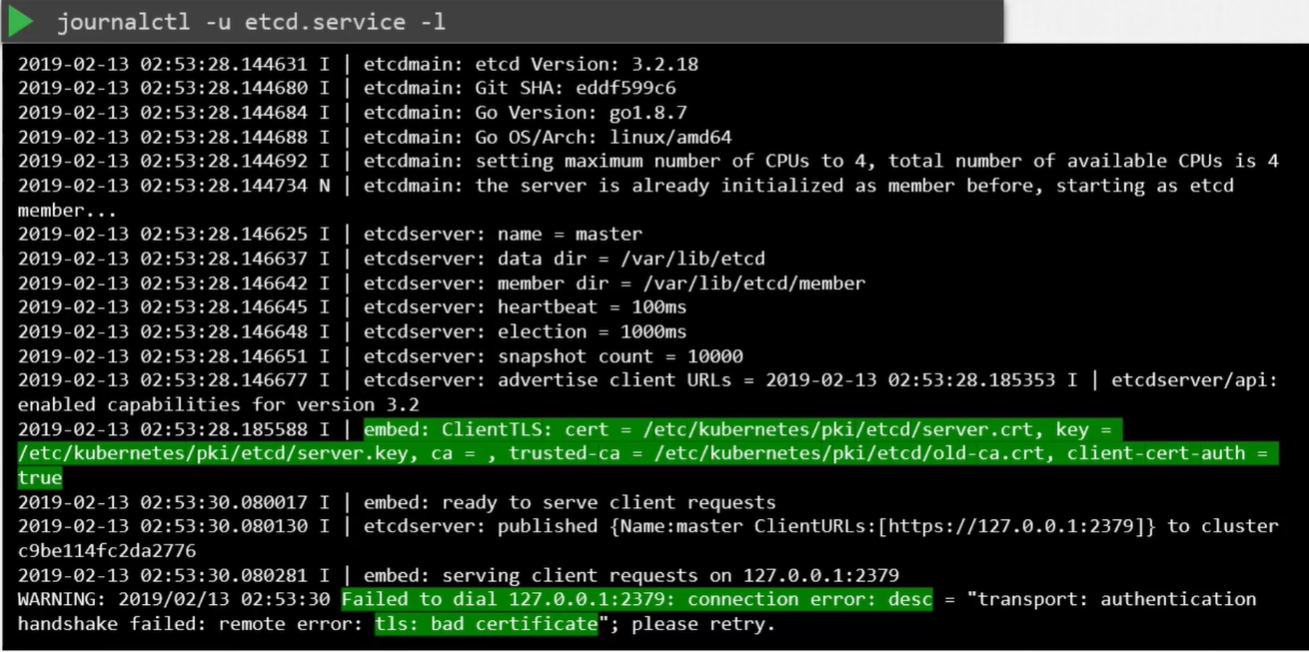 journalctl -u etcd.service -l
2019-02-13 02:53:28.144631 I | etcdmain: etcd Version: 3.2.18
2019-02-13 02:53:28.144680 I | etcdmain: Git SHA: eddf599c6
2019-02-13 02:53:28.144684 I | etcdmain: Go Version: go1.8.7
2019-02-13 02:53:28.144688 I | etcdmain: Go OS/Arch: linux/amd64
2019-02-13 02:53:28.144692 I | etcdmain: setting maximum number of CPUs to 4, total number of available CPUs is 4
2019-02-13 02:53:28.144734 N | etcdmain: the server is already initialized as member before, starting as etcd
member...
2019-02-13 02:53:28.146625 I | etcdserver: name = master
2019-02-13 02:53:28.146637 I | etcdserver: data dir = /var/lib/etcd
2019-02-13 02:53:28.146642 I | etcdserver: member dir = /var/lib/etcd/member
2019-02-13 02:53:28.146645 I | etcdserver: heartbeat = 100ms
2019-02-13 02:53:28.146648 I | etcdserver: election = 1000ms
2019-02-13 02:53:28.146651 I | etcdserver: snapshot count = 10000
2019-02-13 02:53:28.146677 I | etcdserver: advertise client URLs = 2019-02-13 02:53:28.185353 I | etcdserver/api:
enabled capabilities for version 3.2
2019-02-13 02:53:28.185588 I | embed: ClientTLS: cert = /etc/kubernetes/pki/etcd/server.crt, key =
/etc/kubernetes/pki/etcd/server.key, ca = , trusted-ca = /etc/kubernetes/pki/etcd/old-ca.crt, client-cert-auth =
true
2019-02-13 02:53:30.080017 I | embed: ready to serve client requests
2019-02-13 02:53:30.080130 I | etcdserver: published {Name:master ClientURLs:[https://127.0.0.1:2379]} to cluster
c9be114fc2da2776
2019-02-13 02:53:30.080281 I | embed: serving client requests on 127.0.0.1:2379
WARNING: 2019/02/13 02:53:30 Failed to dial 127.0.0.1:2379: connection error: desc = "transport: authentication
handshake failed: remote error: tls: bad certificate"; please retry.